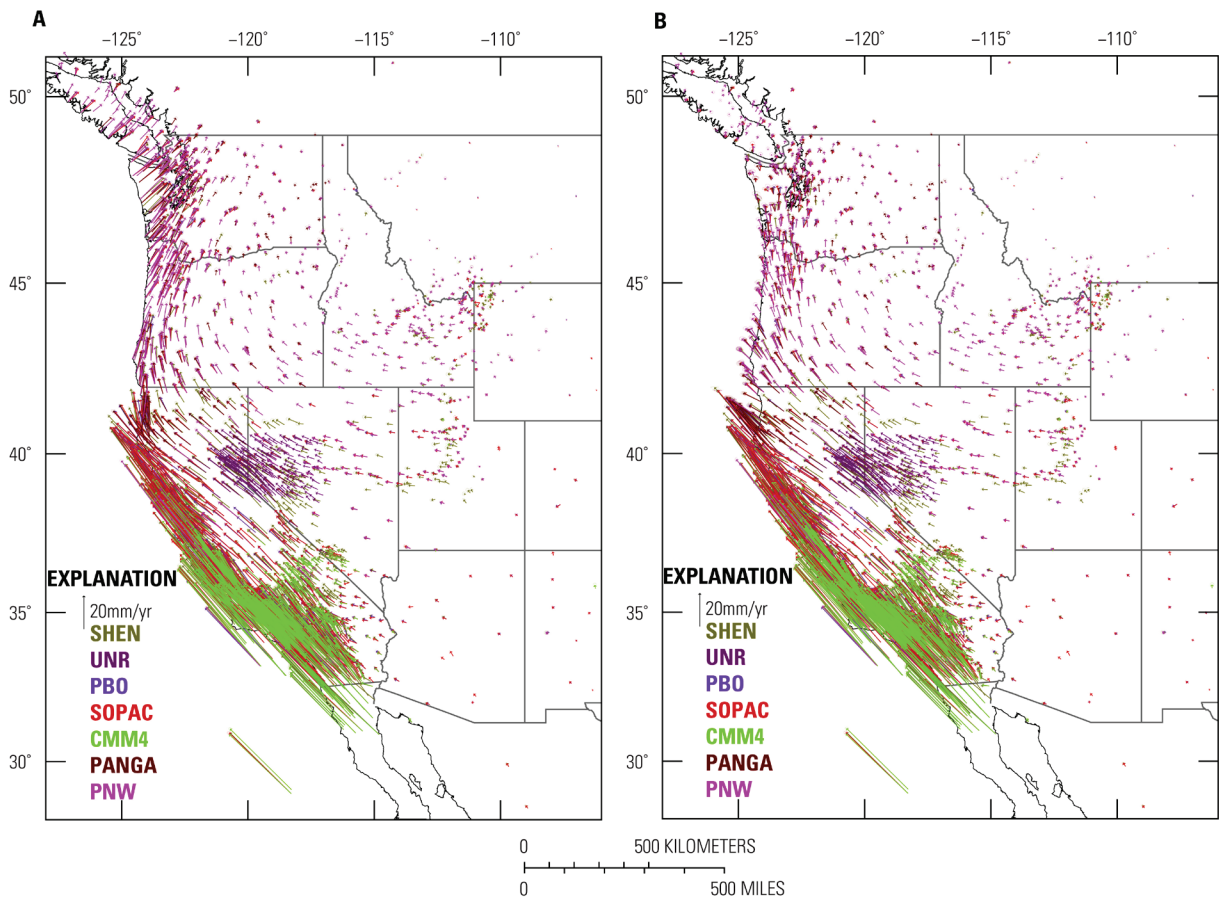 A
−125 −120° −115° −110°
50°
45°
40°
35°
30°
EXPLANATION
20mm/yr
SHEN
UNR
PBO
SOPAC
CMM4
PANGA
PNW
B
−125 −120° −115° −110°
50°
45°
40°
35°
30°
EXPLANATION
20mm/yr
SHEN
UNR
PBO
SOPAC
CMM4
PANGA
PNW
0 500 KILOMETERS
0 500 MILES